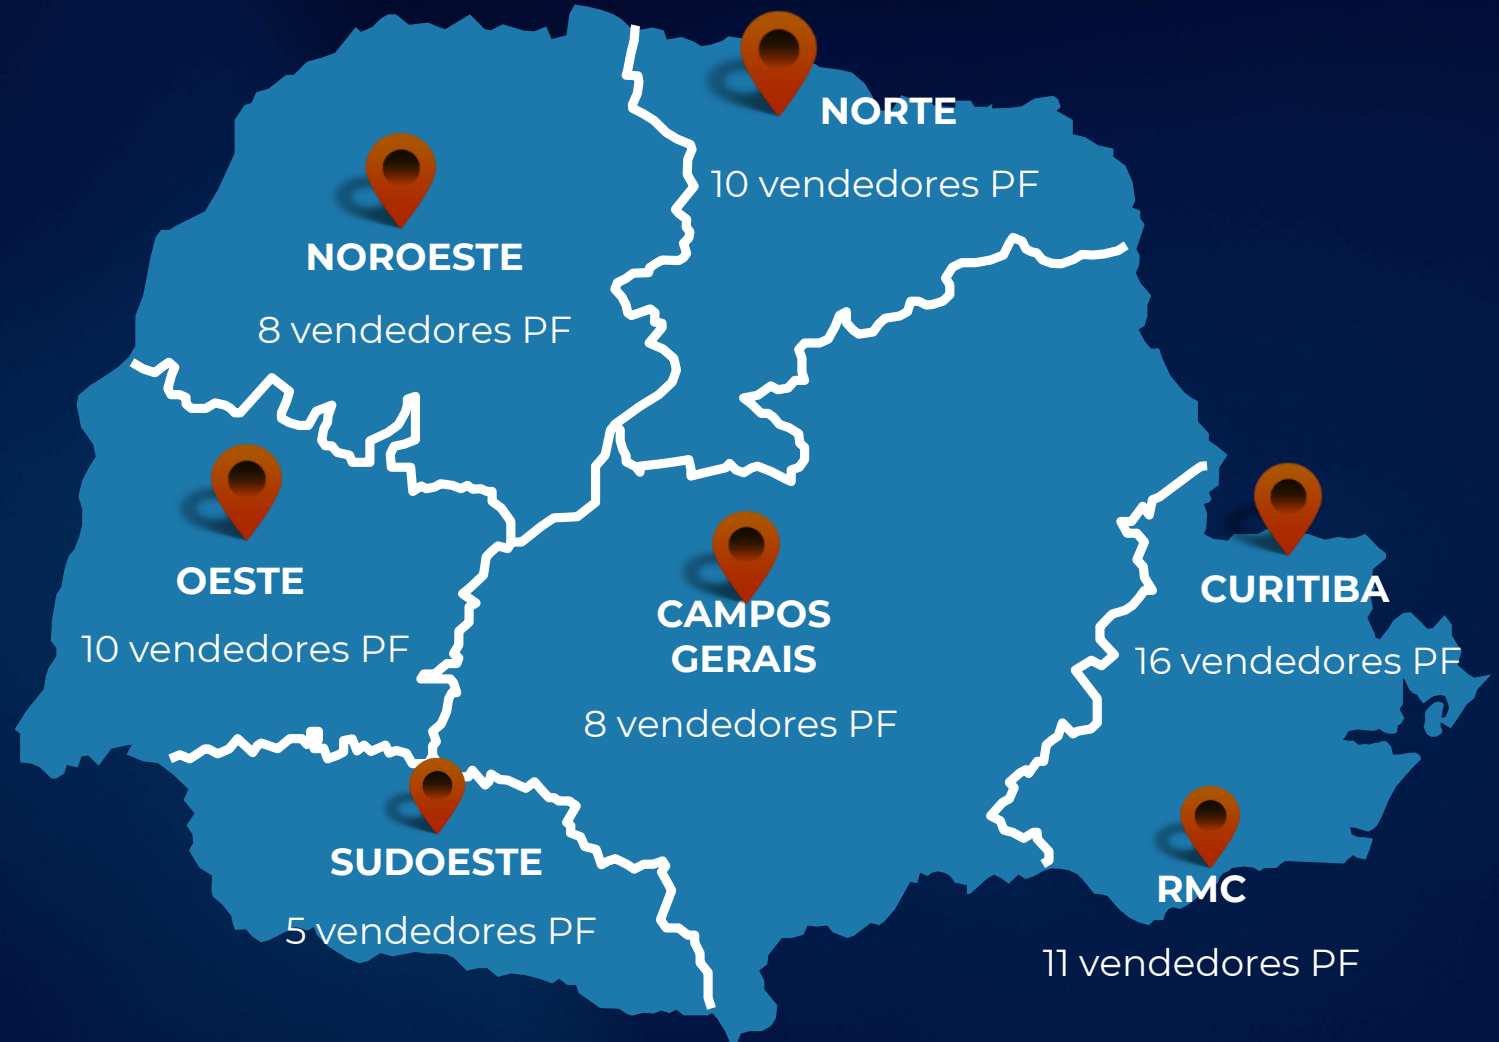 NORTE
10 vendedores PF
NOROESTE
8 vendedores PF
OESTE
10 vendedores PF
CAMPOS
GERAIS
8 vendedores PF
CURITIBA
16 vendedores PF
SUDOESTE
5 vendedores PF
RMC
11 vendedores PF